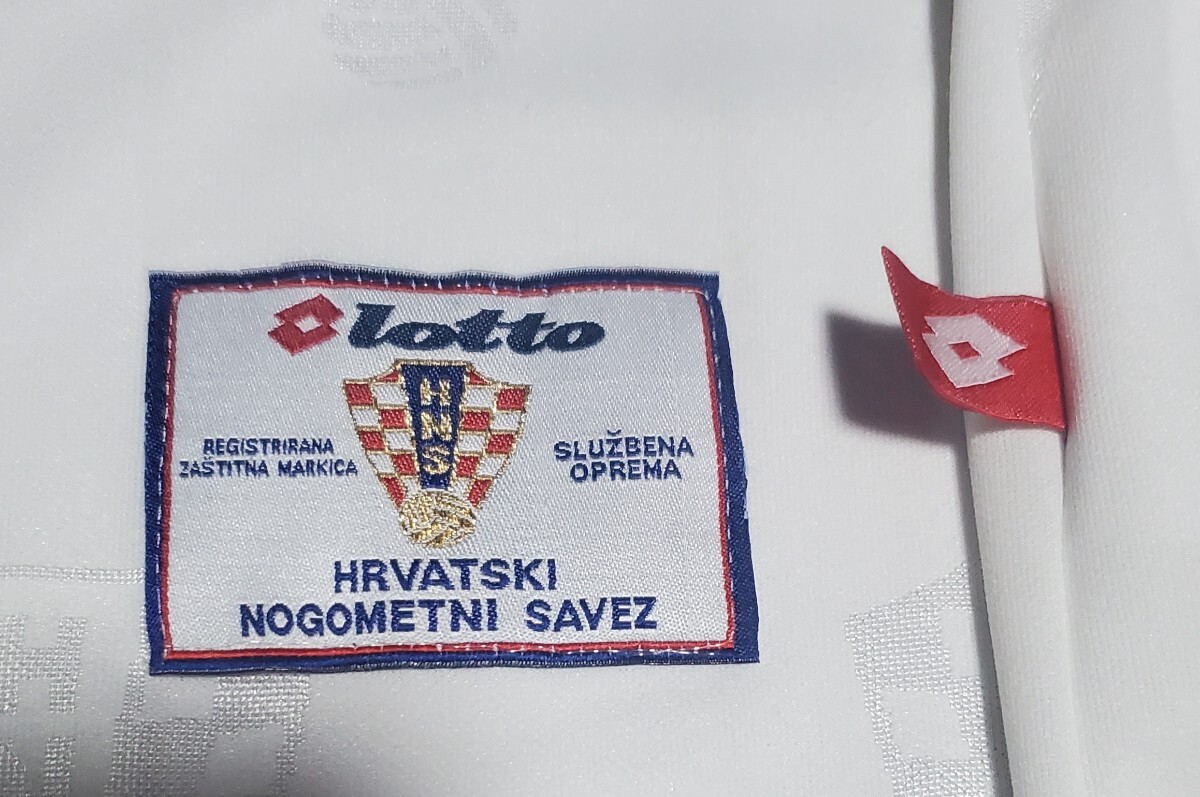 lotto
HNS
REGISTRIRANA
ZAŠTITNA MARKICA
SLUŽBENA
OPREMA
HRVATSKI
NOGOMETNI SAVEZ